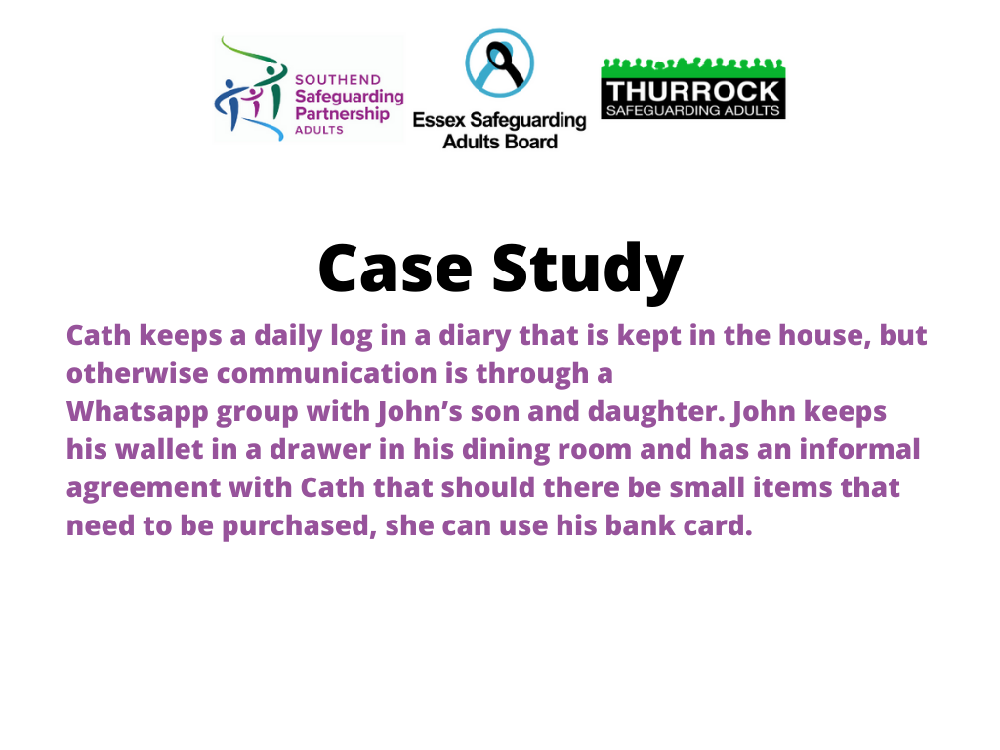 SOUTHEND
Safeguarding
Partnership
ADULTS
Essex Safeguarding
Adults Board
THURROCK
SAFEGUARDING ADULTS
Case Study
Cath keeps a daily log in a diary that is kept in the house, but
otherwise communication is through a
Whatsapp group with John’s son and daughter. John keeps
his wallet in a drawer in his dining room and has an informal
agreement with Cath that should there be small items that
need to be purchased, she can use his bank card.